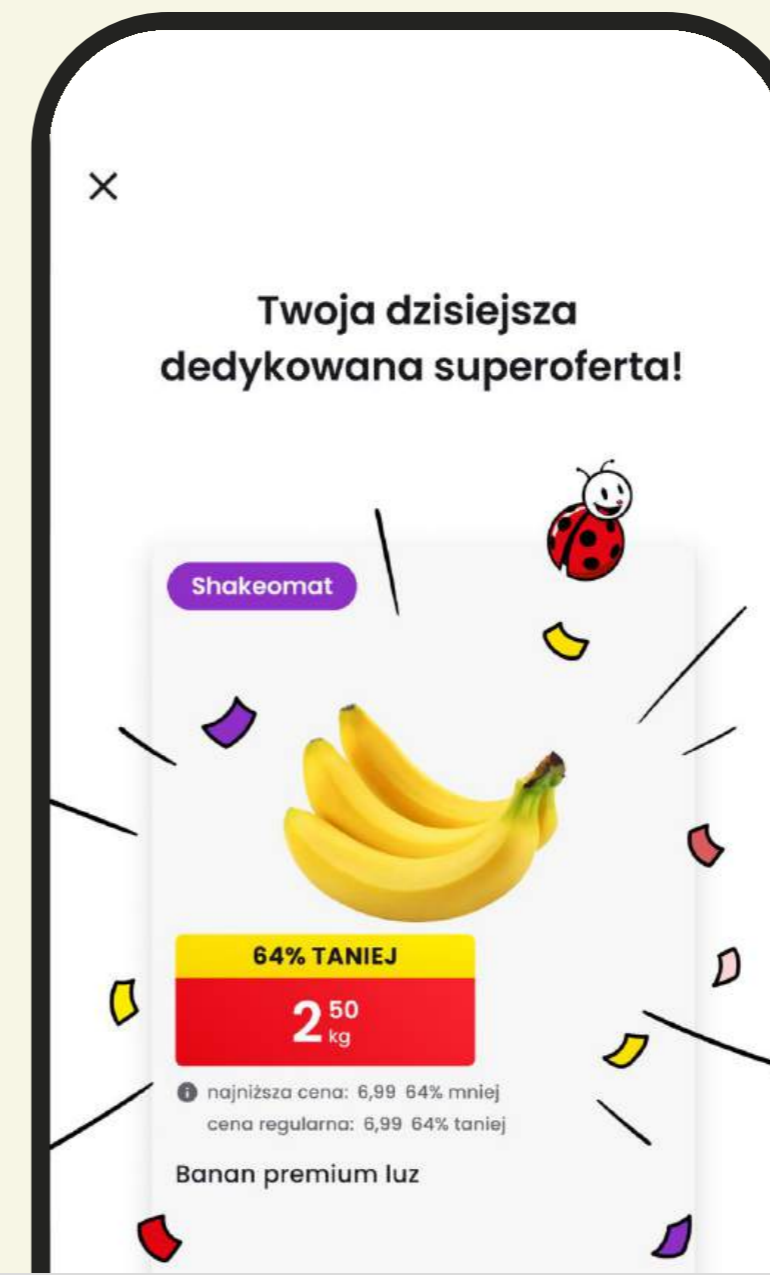 Twoja dzisiejsza
dedykowana superoferta!
Shakeomat
64% TANIEJ
2 50
kg
najniższa cena: 6,99 64% mniej
cena regularna: 6,99 64% taniej
Banan premium luz